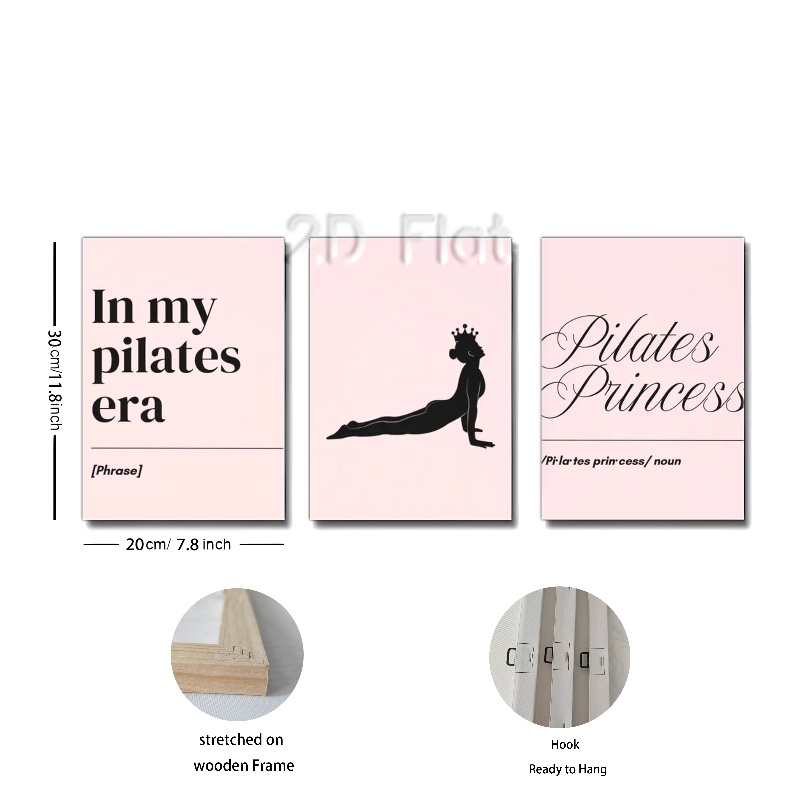 2.D Flat
In my
pilates
era
[Phrase]
Pilates
Princess
/Pi·la·tes prin·cess/ noun
30cm/11.8inch
20cm/ 7.8 inch
stretched on
wooden Frame
Hook
Ready to Hang